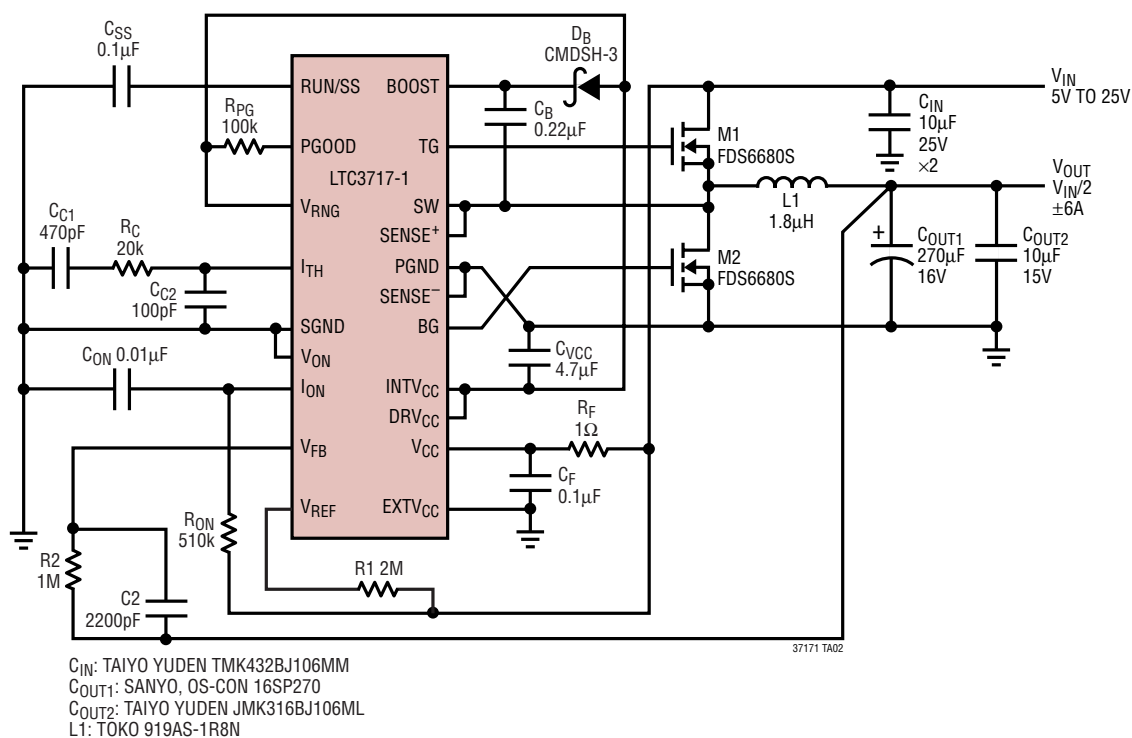 CSS
0.1µF
DB
CMDSH-3
RUN/SS
BOOST
VIN
5V TO 25V
RPG
100k
CB
0.22µF
CIN
10µF
25V
×2
M1
FDS6680S
PGOOD
TG
LTC3717-1
VOUT
VIN/2
±6A
VRNG
SW
L1
1.8µH
SENSE+
CC1
470pF
RC
20k
+
COUT1
270µF
16V
COUT2
10µF
15V
M2
FDS6680S
ITH
PGND
CC2
100pF
SENSE–
SGND
BG
VON
CVCC
4.7µF
CON 0.01µF
ION
INTVCC
DRVCC
RF
1Ω
VFB
VCC
CF
0.1µF
VREF
EXTVCC
RON
510k
R2
1M
R1 2M
C2
2200pF
37171 TA02
CIN: TAIYO YUDEN TMK432BJ106MM
COUT1: SANYO, OS-CON 16SP270
COUT2: TAIYO YUDEN JMK316BJ106ML
L1: TOKO 919AS-1R8N